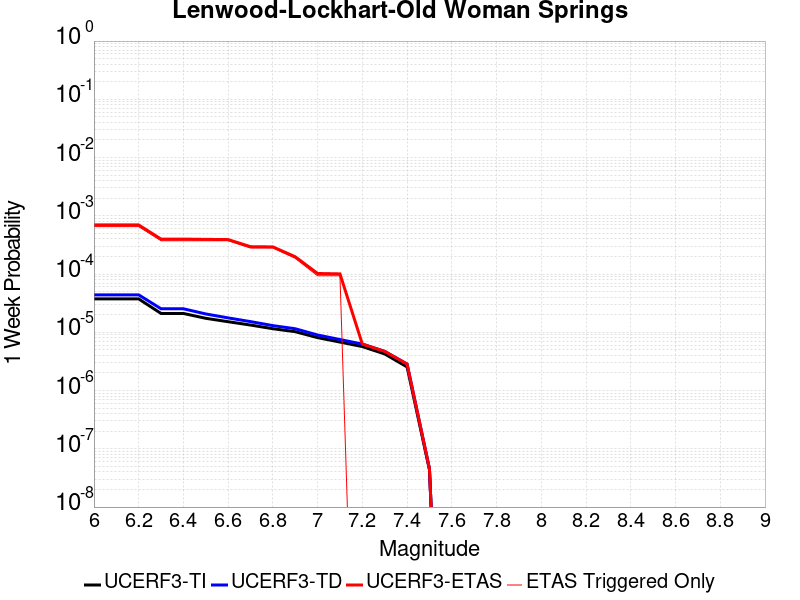 Lenwood-Lockhart-Old Woman Springs
10^0
10^-1
10^-2
10^-3
10^-4
10^-5
10^-6
10^-7
10^-8
1 Week Probability
6 6.2 6.4 6.6 6.8 7 7.2 7.4 7.6 7.8 8 8.2 8.4 8.6 8.8 9
Magnitude
UCERF3-TI UCERF3-TD UCERF3-ETAS ETAS Triggered Only